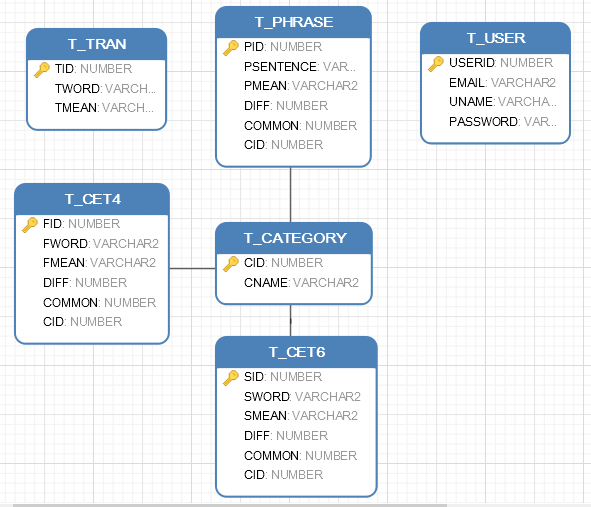 T_TRAN
TID: NUMBER
TWORD: VARCH...
TMEAN: VARCH...
T_PHRASE
PID: NUMBER
PSENTENCE: VAR...
PMEAN: VARCHAR2
DIFF: NUMBER
COMMON: NUMBER
CID: NUMBER
T_USER
USERID: NUMBER
EMAIL: VARCHAR2
UNAME: VARCHA...
PASSWORD: VAR...
T_CET4
FID: NUMBER
FWORD: VARCHAR2
FMEAN: VARCHAR2
DIFF: NUMBER
COMMON: NUMBER
CID: NUMBER
T_CATEGORY
CID: NUMBER
CNAME: VARCHAR2
T_CET6
SID: NUMBER
SWORD: VARCHAR2
SMEAN: VARCHAR2
DIFF: NUMBER
COMMON: NUMBER
CID: NUMBER